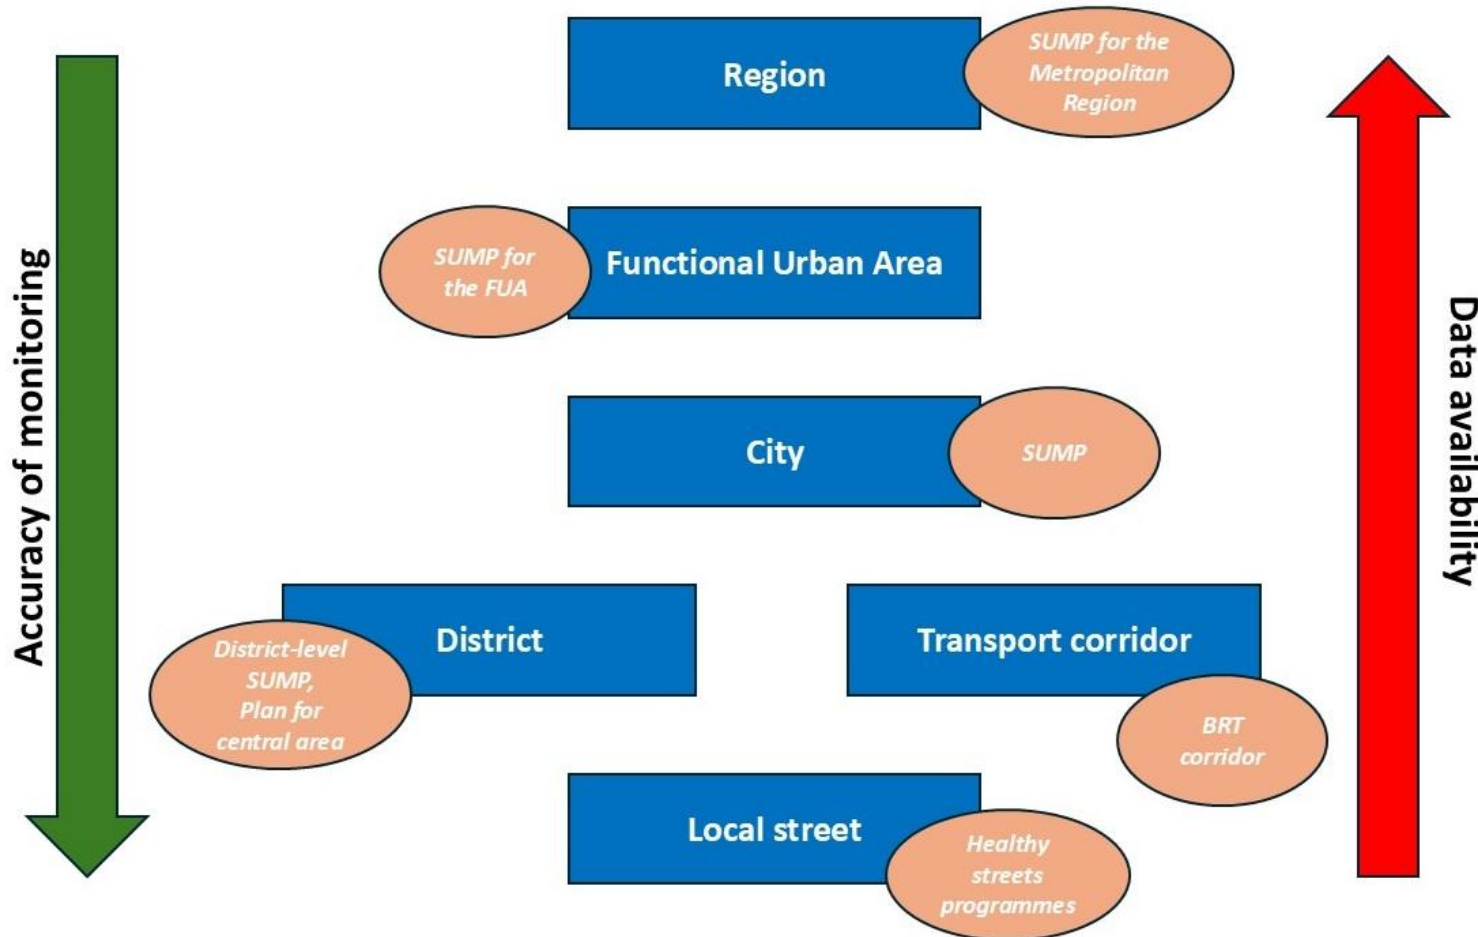 Region
SUMP for the
Metropolitan
Region
Functional Urban Area
SUMP for
the FUA
City
SUMP
District
District-level
SUMP,
Plan for
central area
Transport corridor
BRT
corridor
Local street
Healthy
streets
programmes
Accuracy of monitoring
Data availability